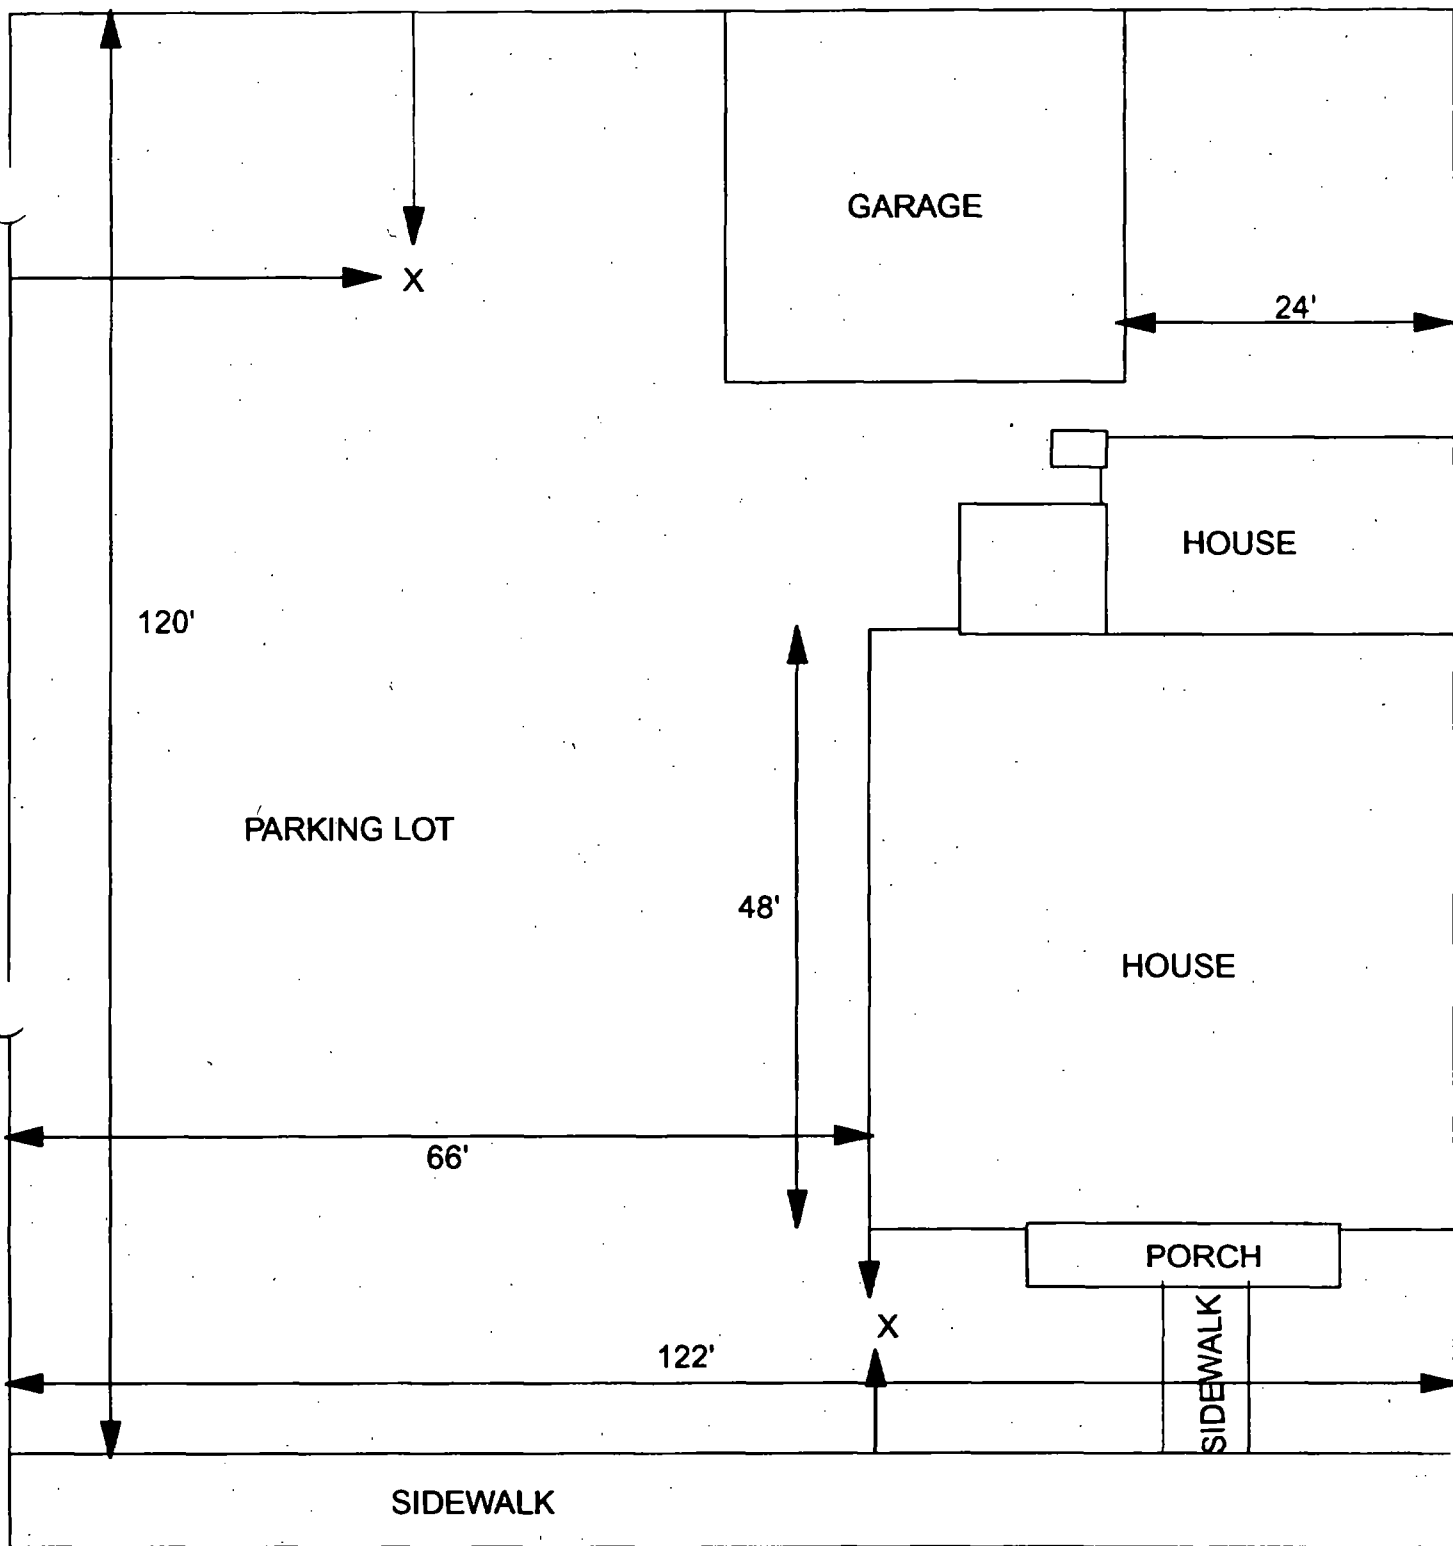 GARAGE
X
24'
HOUSE
120'
PARKING LOT
48'
HOUSE
66'
PORCH
SIDEWALK
X
122'
SIDEWALK